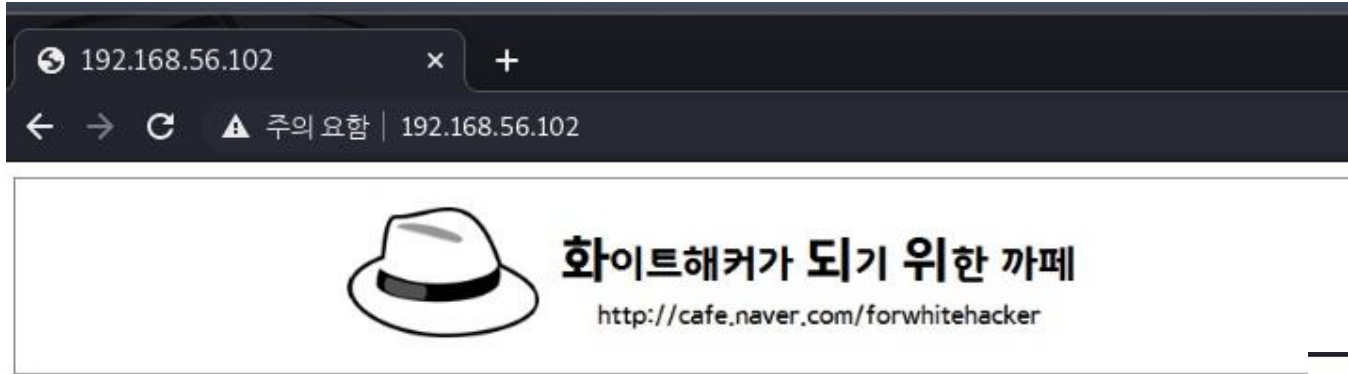 192.168.56.102
주의 요함 192.168.56.102
화이트해커가 되기 위한 까페
http://cafe.naver.com/forwhitehacker